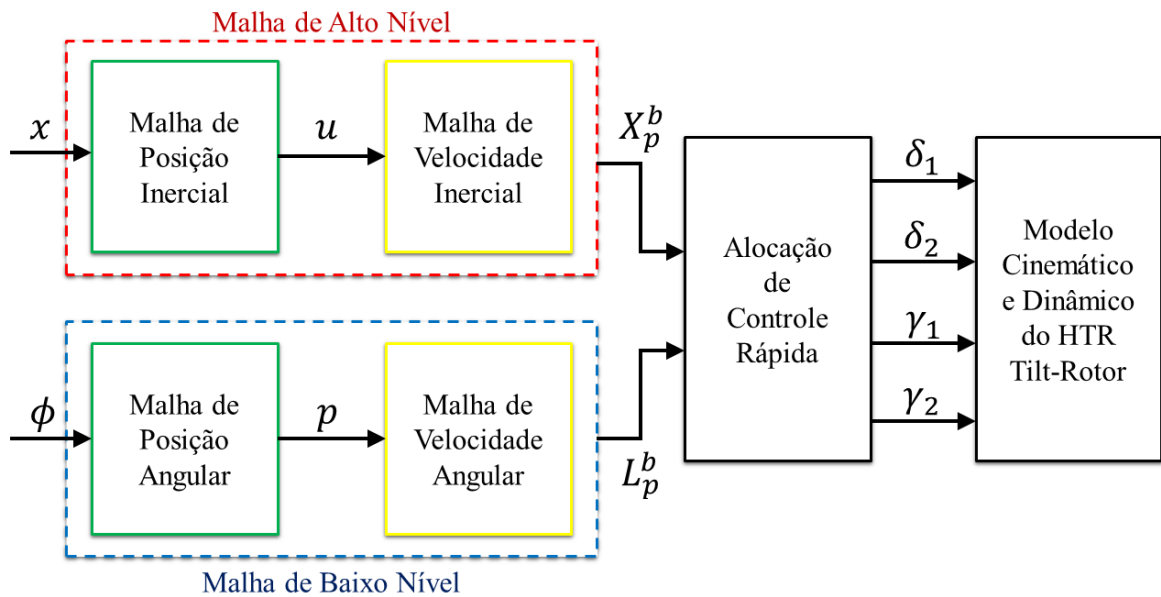 Malha de Alto Nível
x
Malha de
Posição
Inercial
u
Malha de
Velocidade
Inercial
X_p^b
ϕ
Malha de
Posição
Angular
p
Malha de
Velocidade
Angular
L_p^b
Malha de Baixo Nível
Alocação
de
Controle
Rápida
δ_1
δ_2
γ_1
γ_2
Modelo
Cinemático
e Dinâmico
do HTR
Tilt-Rotor